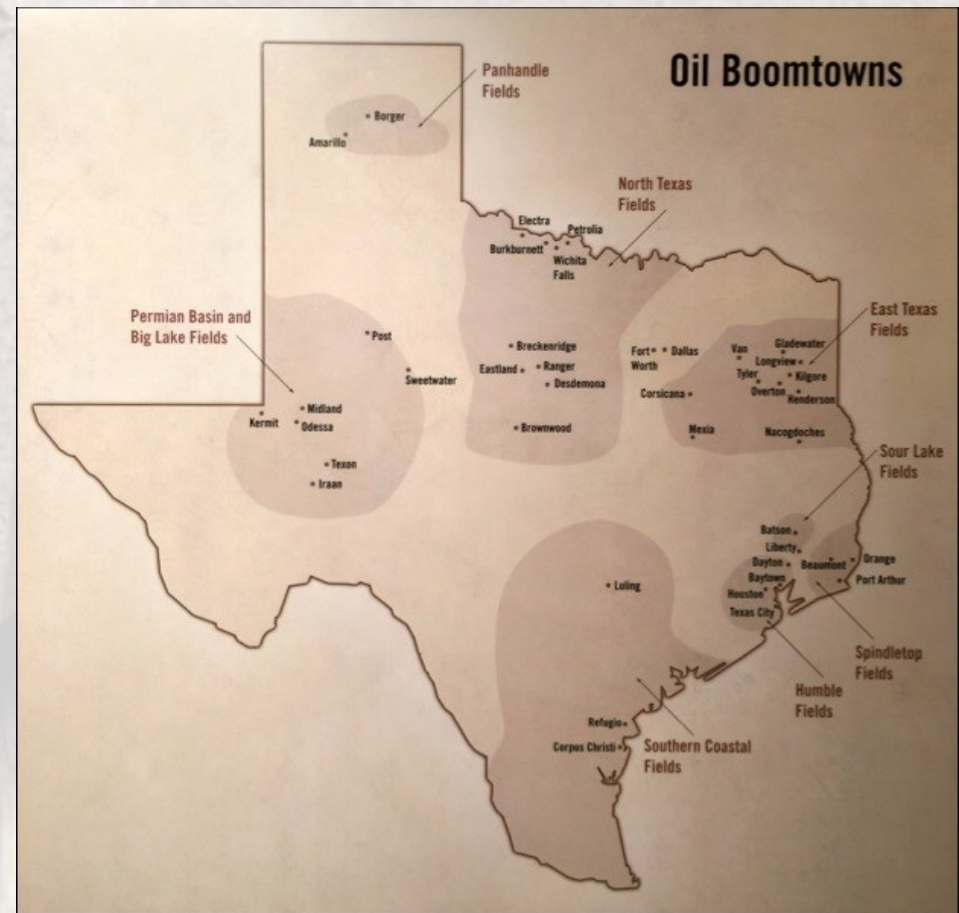 Oil Boomtowns
Panhandle
Fields
Borger
Amarillo
North Texas
Fields
Electra
Petrolia
Burkburnett
Wichita
Falls
Permian Basin and
Big Lake Fields
East Texas
Fields
Post
Sweetwater
Breckenridge
Eastland
Ranger
Desdemona
Fort
Worth
Dallas
Van
Gladewater
Longview
Tyler
Kilgore
Overton
Henderson
Corsicana
Kermit
Midland
Odessa
Brownwood
Mexia
Nacogdoches
Texon
Iraan
Sour Lake
Fields
Batson
Liberty
Dayton
Beaumont
Orange
Baytown
Port Arthur
Houston
Texas City
Luling
Spindletop
Fields
Humble
Fields
Refugio
Corpus Christi
Southern Coastal
Fields